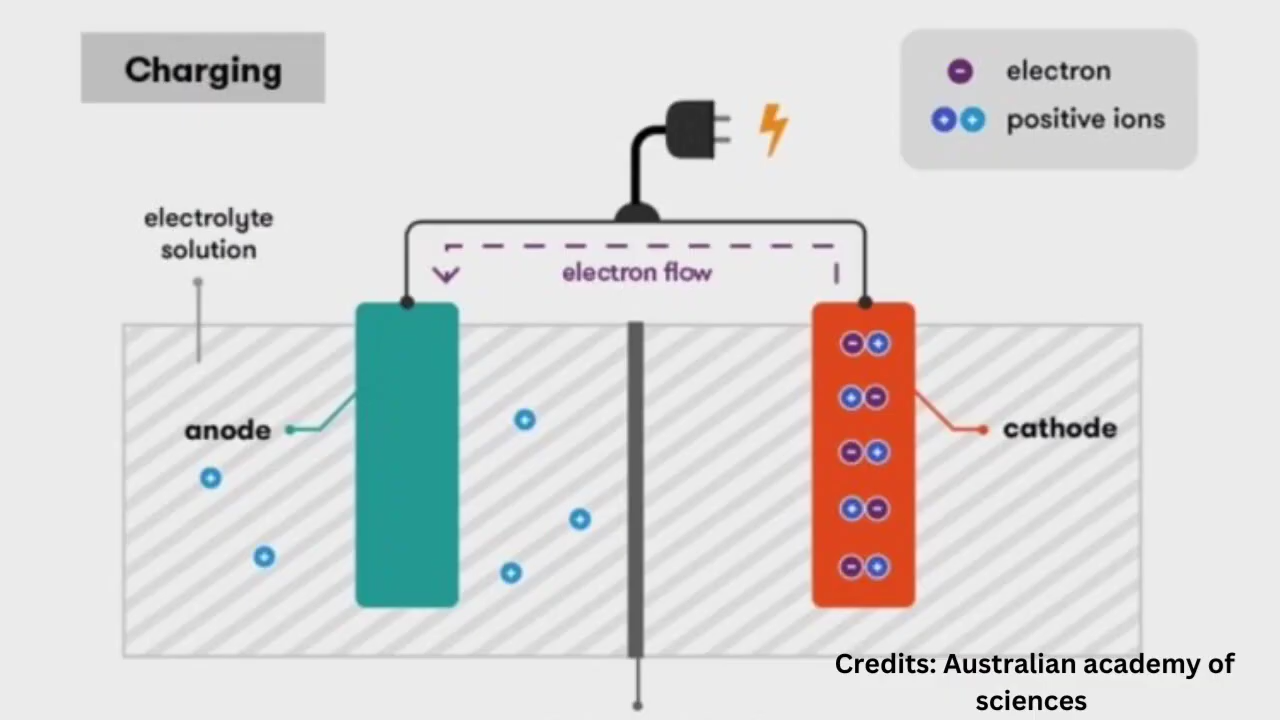 Charging
electron
positive ions
electrolyte
solution
electron flow
anode
cathode
Credits: Australian academy of
sciences